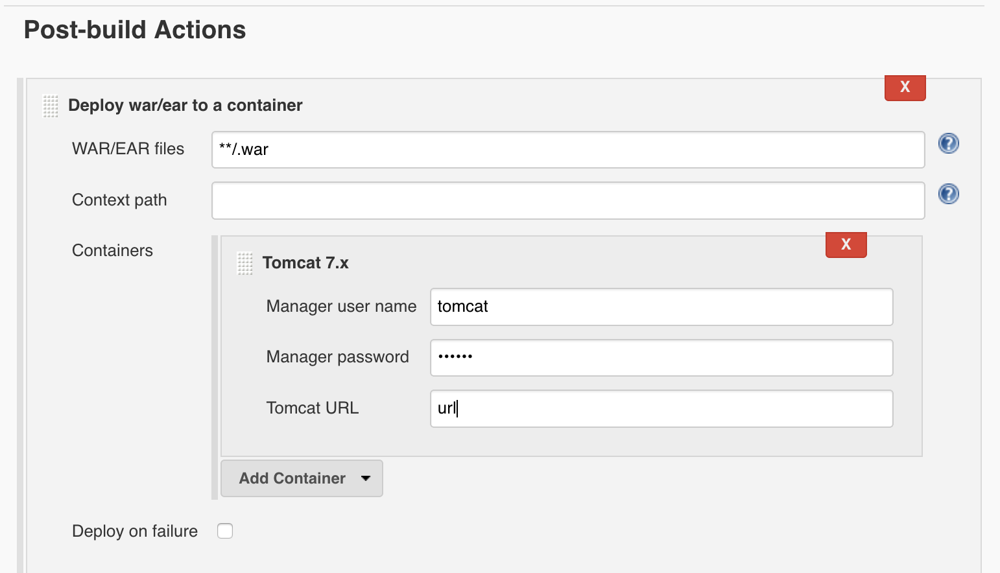 Post-build Actions
X
Deploy war/ear to a container
WAR/EAR files **/.war
Context path
Containers
X
Tomcat 7.x
Manager user name tomcat
Manager password ••••••
Tomcat URL url
Add Container
Deploy on failure